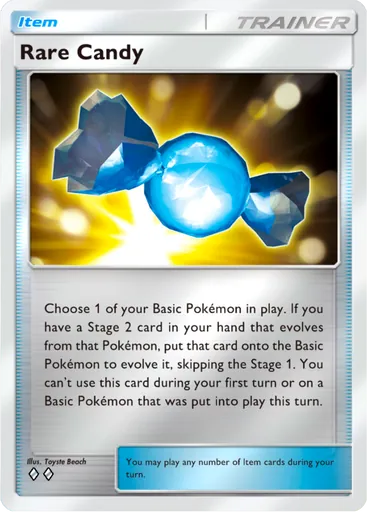 Item
TRAINER
Rare Candy
Choose 1 of your Basic Pokémon in play. If you
have a Stage 2 card in your hand that evolves
from that Pokémon, put that card onto the Basic
Pokémon to evolve it, skipping the Stage 1. You
can't use this card during your first turn or on a
Basic Pokémon that was put into play this turn.
Illus. Toyste Beach
You may play any number of Item cards during your
turn.